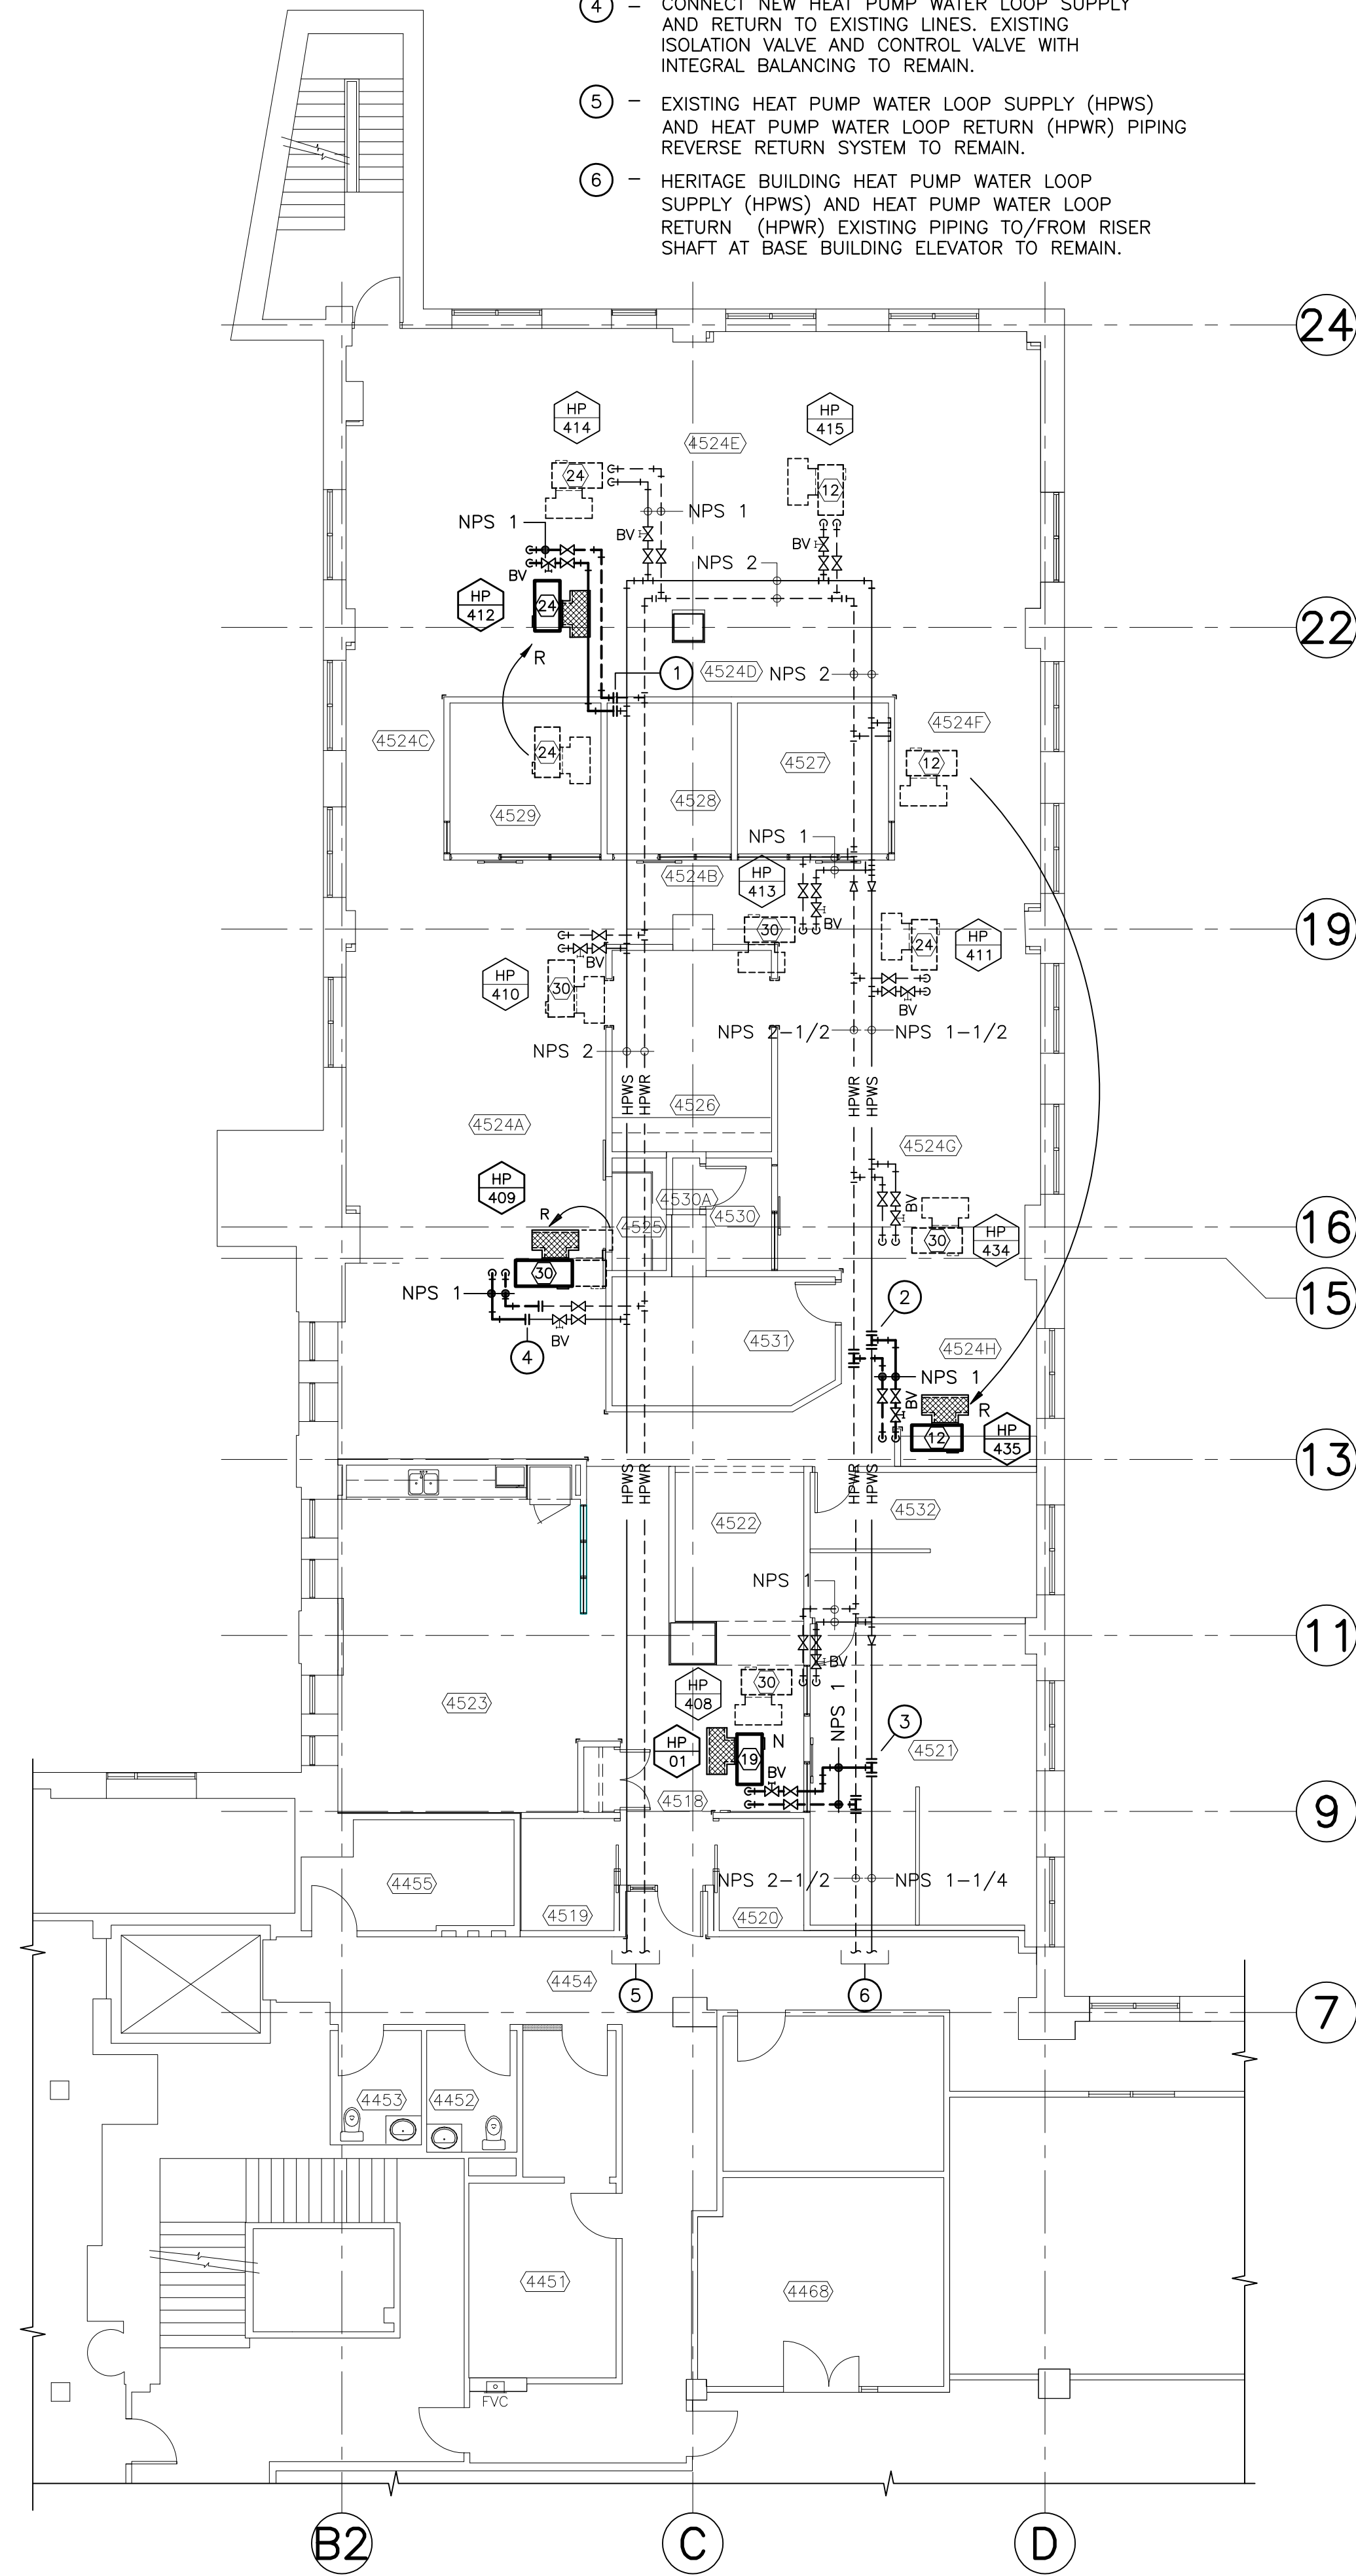 4 - CONNECT NEW HEAT PUMP WATER LOOP SUPPLY
AND RETURN TO EXISTING LINES. EXISTING
ISOLATION VALVE AND CONTROL VALVE WITH
INTEGRAL BALANCING TO REMAIN.
5 - EXISTING HEAT PUMP WATER LOOP SUPPLY (HPWS)
AND HEAT PUMP WATER LOOP RETURN (HPWR) PIPING
REVERSE RETURN SYSTEM TO REMAIN.
6 - HERITAGE BUILDING HEAT PUMP WATER LOOP
SUPPLY (HPWS) AND HEAT PUMP WATER LOOP
RETURN (HPWR) EXISTING PIPING TO/FROM RISER
SHAFT AT BASE BUILDING ELEVATOR TO REMAIN.
24
HP
414
HP
415
4524E
24
12
NPS 1
NPS 1
BV
BV
NPS 2
BV
HP
412
24
22
R
1
4524D
NPS 2
4524C
4524F
24
4527
12
4528
4529
NPS 1
4524B
HP
413
BV
30
19
24
HP
411
BV
HP
410
30
BV
NPS 2-1/2
NPS 1-1/2
NPS 2
HPWS
HPWR
HPWR
HPWS
4526
4524A
4524G
HP
409
4530A
R
4525
4530
BV
16
30
HP
434
30
15
NPS 1
2
BV
4531
4524H
4
NPS 1
BV
R
12
HP
435
13
HPWS
HPWR
HPWR
HPWS
4522
4532
NPS 1
11
BV
30
HP
408
4523
NPS 1
3
HP
01
N
4521
19
BV
4518
9
NPS 2-1/2
NPS 1-1/4
4455
4519
4520
4454
5
6
7
4453
4452
4451
4468
FVC
B2
C
D